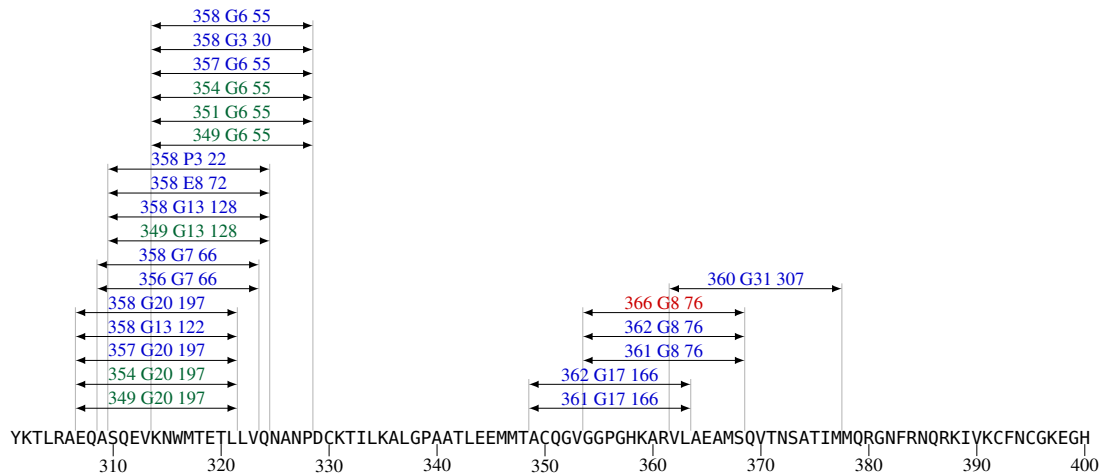 358 G6 55
358 G3 30
357 G6 55
354 G6 55
351 G6 55
349 G6 55
358 P3 22
358 E8 72
358 G13 128
349 G13 128
358 G7 66
356 G7 66
358 G20 197
358 G13 122
357 G20 197
354 G20 197
349 G20 197
360 G31 307
366 G8 76
362 G8 76
361 G8 76
362 G17 166
361 G17 166
YKTLRAEQASQEVKNWMTETLLVQNANPDCKTILKALGPAATLEEMMTACQGVGGPGHKARVLAEAMSQVTNSATIMMQRGNFRNQRKIVKCFNCGKEGH
310 320 330 340 350 360 370 380 390 400